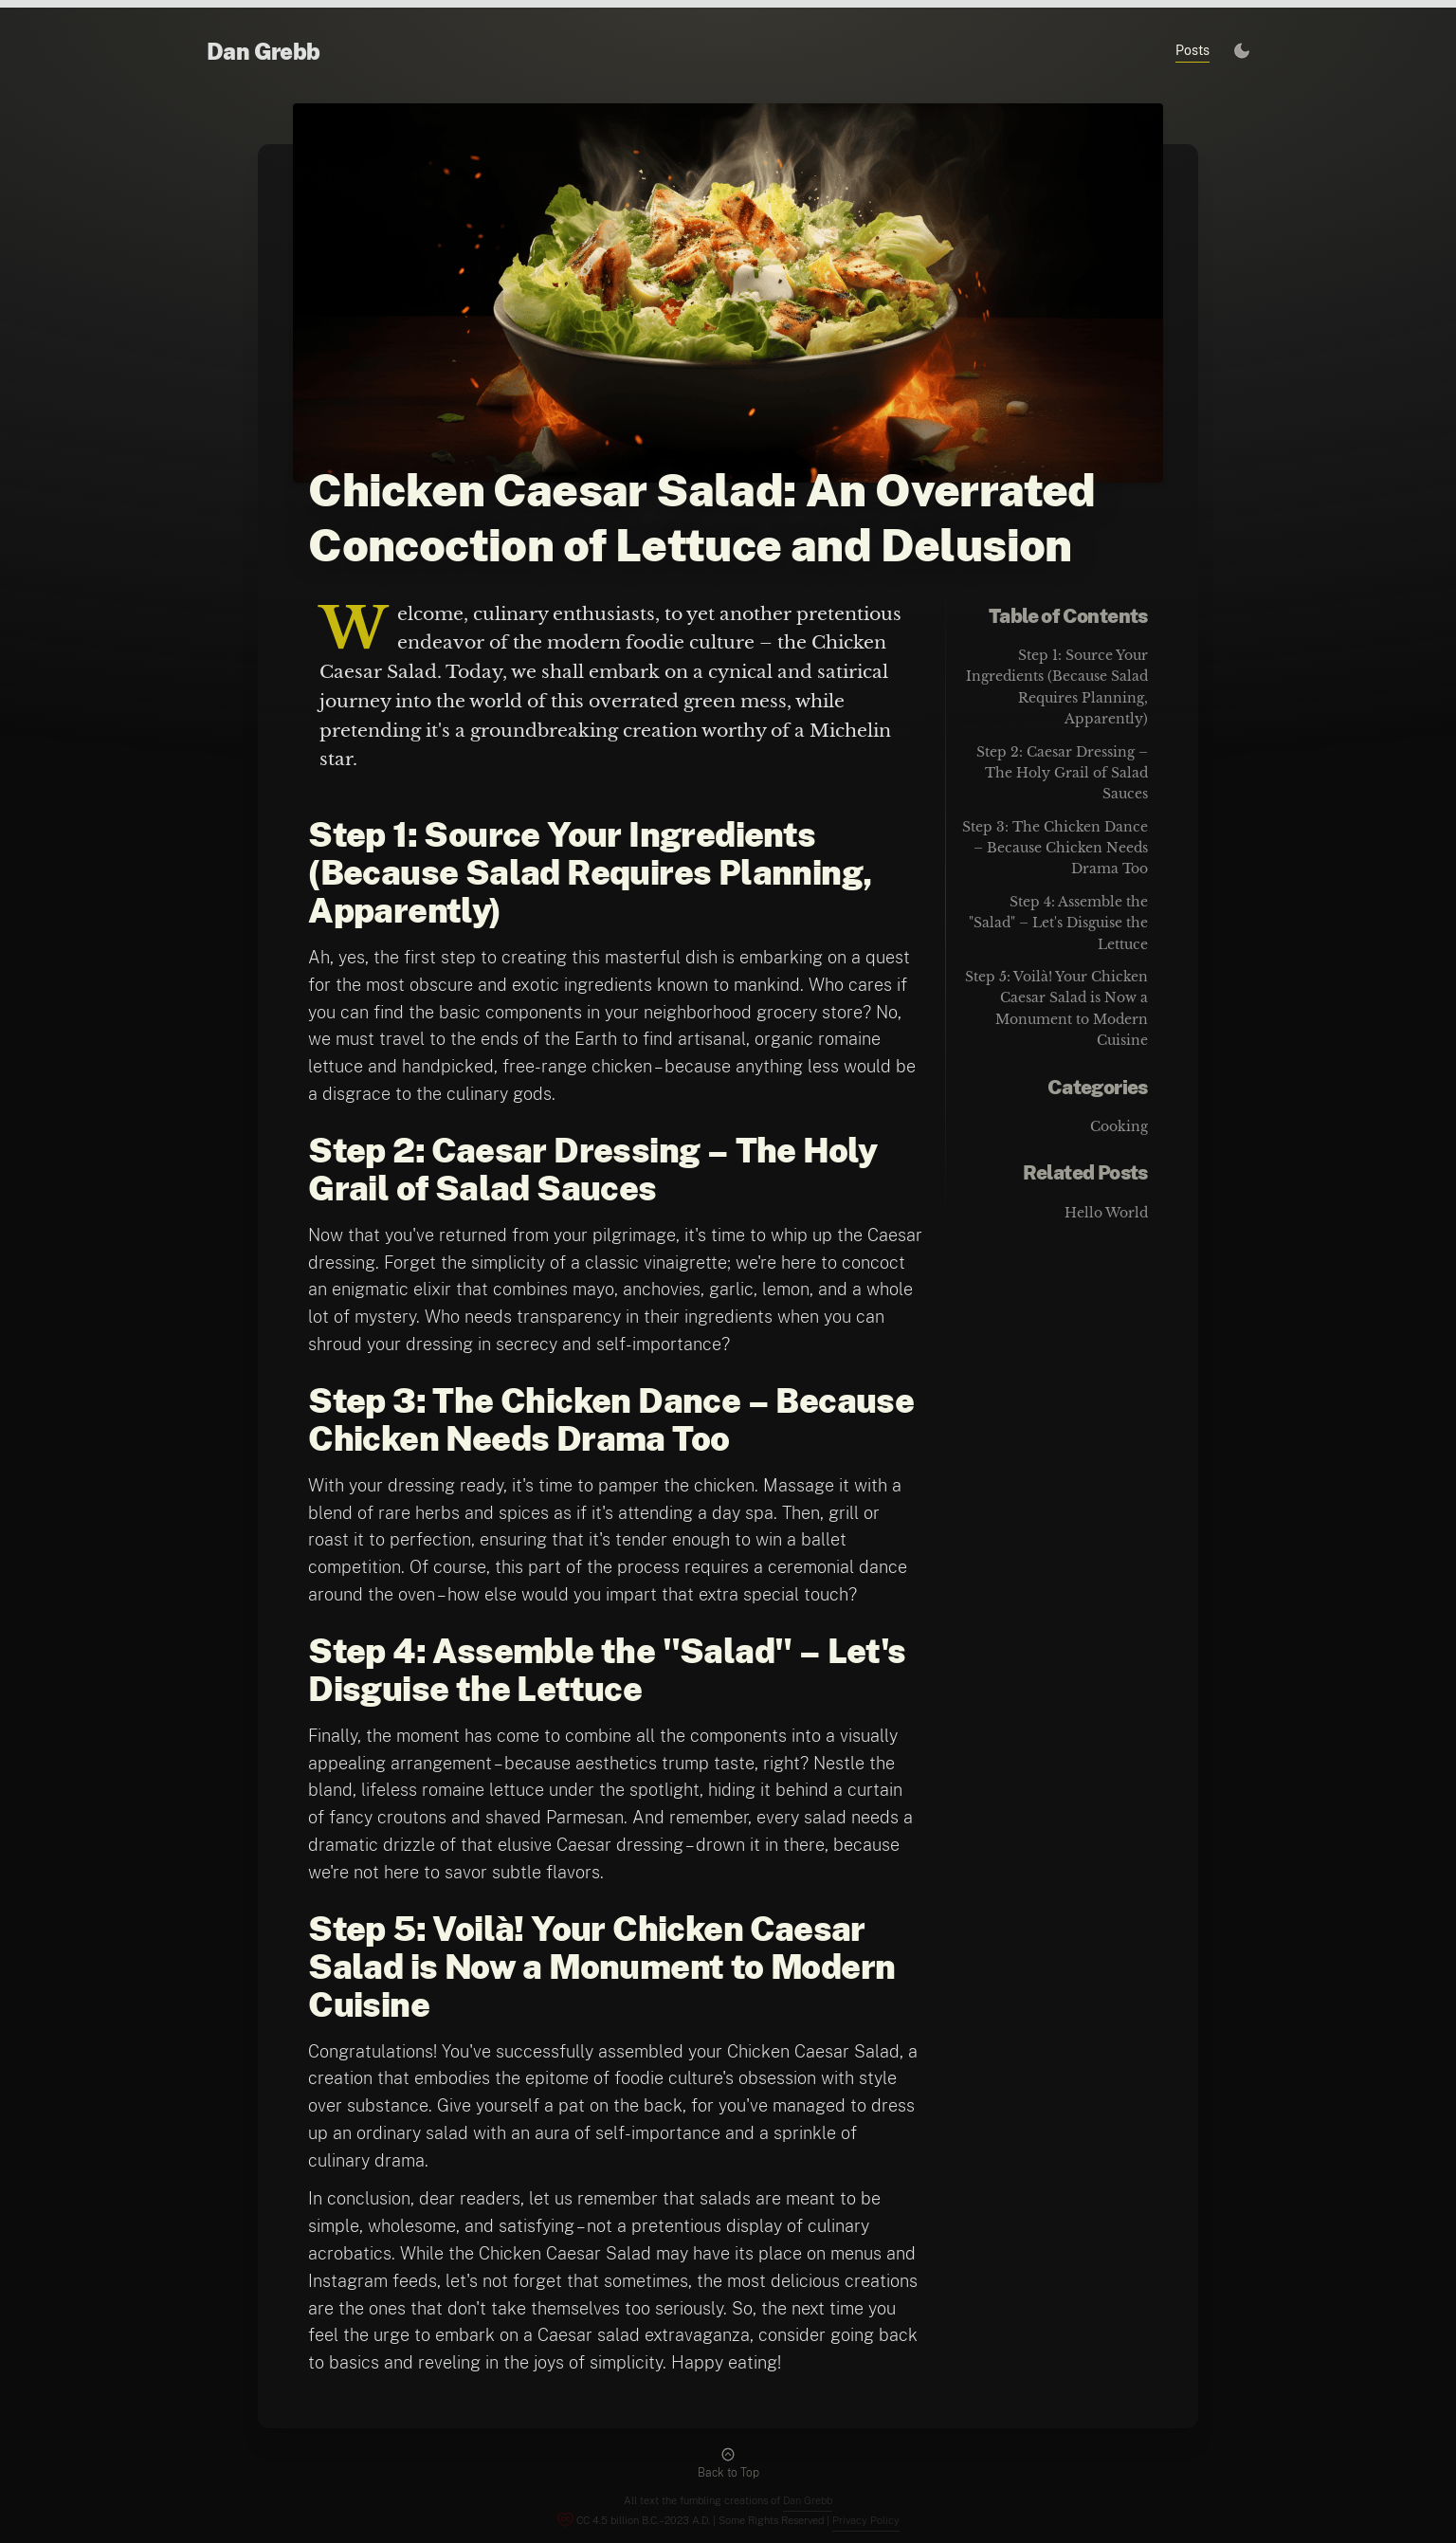 Dan Grebb
Posts
Chicken Caesar Salad: An Overrated
Concoction of Lettuce and Delusion
Welcome, culinary enthusiasts, to yet another pretentious
endeavor of the modern foodie culture – the Chicken
Caesar Salad. Today, we shall embark on a cynical and satirical
journey into the world of this overrated green mess, while
pretending it's a groundbreaking creation worthy of a Michelin
star.
Step 1: Source Your Ingredients
(Because Salad Requires Planning,
Apparently)
Ah, yes, the first step to creating this masterful dish is embarking on a quest
for the most obscure and exotic ingredients known to mankind. Who cares if
you can find the basic components in your neighborhood grocery store? No,
we must travel to the ends of the Earth to find artisanal, organic romaine
lettuce and handpicked, free-range chicken – because anything less would be
a disgrace to the culinary gods.
Step 2: Caesar Dressing – The Holy
Grail of Salad Sauces
Now that you've returned from your pilgrimage, it's time to whip up the Caesar
dressing. Forget the simplicity of a classic vinaigrette; we're here to concoct
an enigmatic elixir that combines mayo, anchovies, garlic, lemon, and a whole
lot of mystery. Who needs transparency in their ingredients when you can
shroud your dressing in secrecy and self-importance?
Step 3: The Chicken Dance – Because
Chicken Needs Drama Too
With your dressing ready, it's time to pamper the chicken. Massage it with a
blend of rare herbs and spices as if it's attending a day spa. Then, grill or
roast it to perfection, ensuring that it's tender enough to win a ballet
competition. Of course, this part of the process requires a ceremonial dance
around the oven – how else would you impart that extra special touch?
Step 4: Assemble the "Salad" – Let's
Disguise the Lettuce
Finally, the moment has come to combine all the components into a visually
appealing arrangement – because aesthetics trump taste, right? Nestle the
bland, lifeless romaine lettuce under the spotlight, hiding it behind a curtain
of fancy croutons and shaved Parmesan. And remember, every salad needs a
dramatic drizzle of that elusive Caesar dressing – drown it in there, because
we're not here to savor subtle flavors.
Step 5: Voilà! Your Chicken Caesar
Salad is Now a Monument to Modern
Cuisine
Congratulations! You've successfully assembled your Chicken Caesar Salad, a
creation that embodies the epitome of foodie culture's obsession with style
over substance. Give yourself a pat on the back, for you've managed to dress
up an ordinary salad with an aura of self-importance and a sprinkle of
culinary drama.
In conclusion, dear readers, let us remember that salads are meant to be
simple, wholesome, and satisfying – not a pretentious display of culinary
acrobatics. While the Chicken Caesar Salad may have its place on menus and
Instagram feeds, let's not forget that sometimes, the most delicious creations
are the ones that don't take themselves too seriously. So, the next time you
feel the urge to embark on a Caesar salad extravaganza, consider going back
to basics and reveling in the joys of simplicity. Happy eating!
Table of Contents
Step 1: Source Your
Ingredients (Because Salad
Requires Planning,
Apparently)
Step 2: Caesar Dressing –
The Holy Grail of Salad
Sauces
Step 3: The Chicken Dance
– Because Chicken Needs
Drama Too
Step 4: Assemble the
"Salad" – Let's Disguise the
Lettuce
Step 5: Voilà! Your Chicken
Caesar Salad is Now a
Monument to Modern
Cuisine
Categories
Cooking
Related Posts
Hello World
Back to Top
All text the fumbling creations of Dan Grebb
CC 4.5 billion B.C.–2023 A.D. | Some Rights Reserved | Privacy Policy